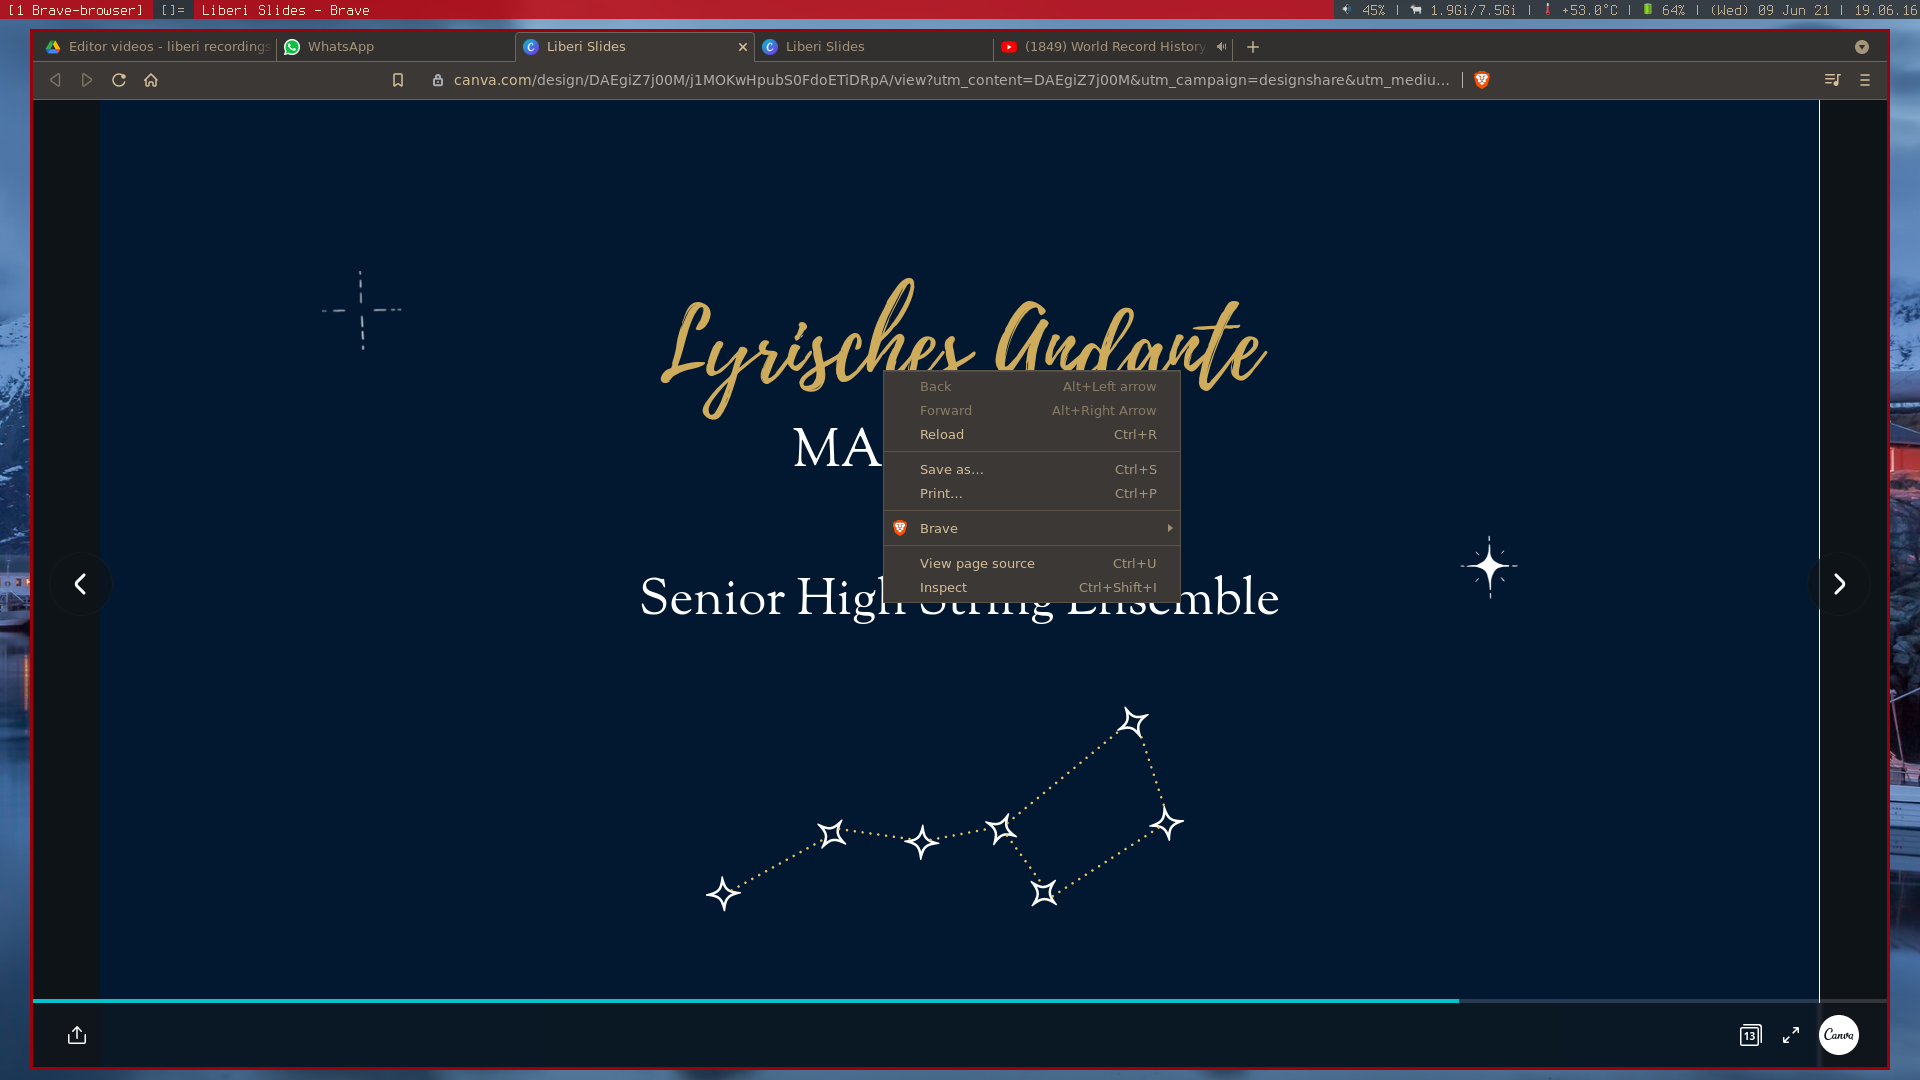 [1 Brave-browser] []= Liberi Slides - Brave 45% | 1.9Gi/7.5Gi | +53.0°C | 64% | (Wed) 09 Jun 21 | 19.06.16
Editor videos - liberi recordings WhatsApp Liberi Slides Liberi Slides (1849) World Record History
canva.com/design/DAEgiZ7j00M/j1MOKwHpubS0FdoETiDRpA/view?utm_content=DAEgiZ7j00M&utm_campaign=designshare&utm_mediu...
Lyrisches Andante
MA
Back Alt+Left arrow
Forward Alt+Right Arrow
Reload Ctrl+R
Save as... Ctrl+S
Print... Ctrl+P
Brave
View page source Ctrl+U
Inspect Ctrl+Shift+I
Senior High String Ensemble
13
Canva